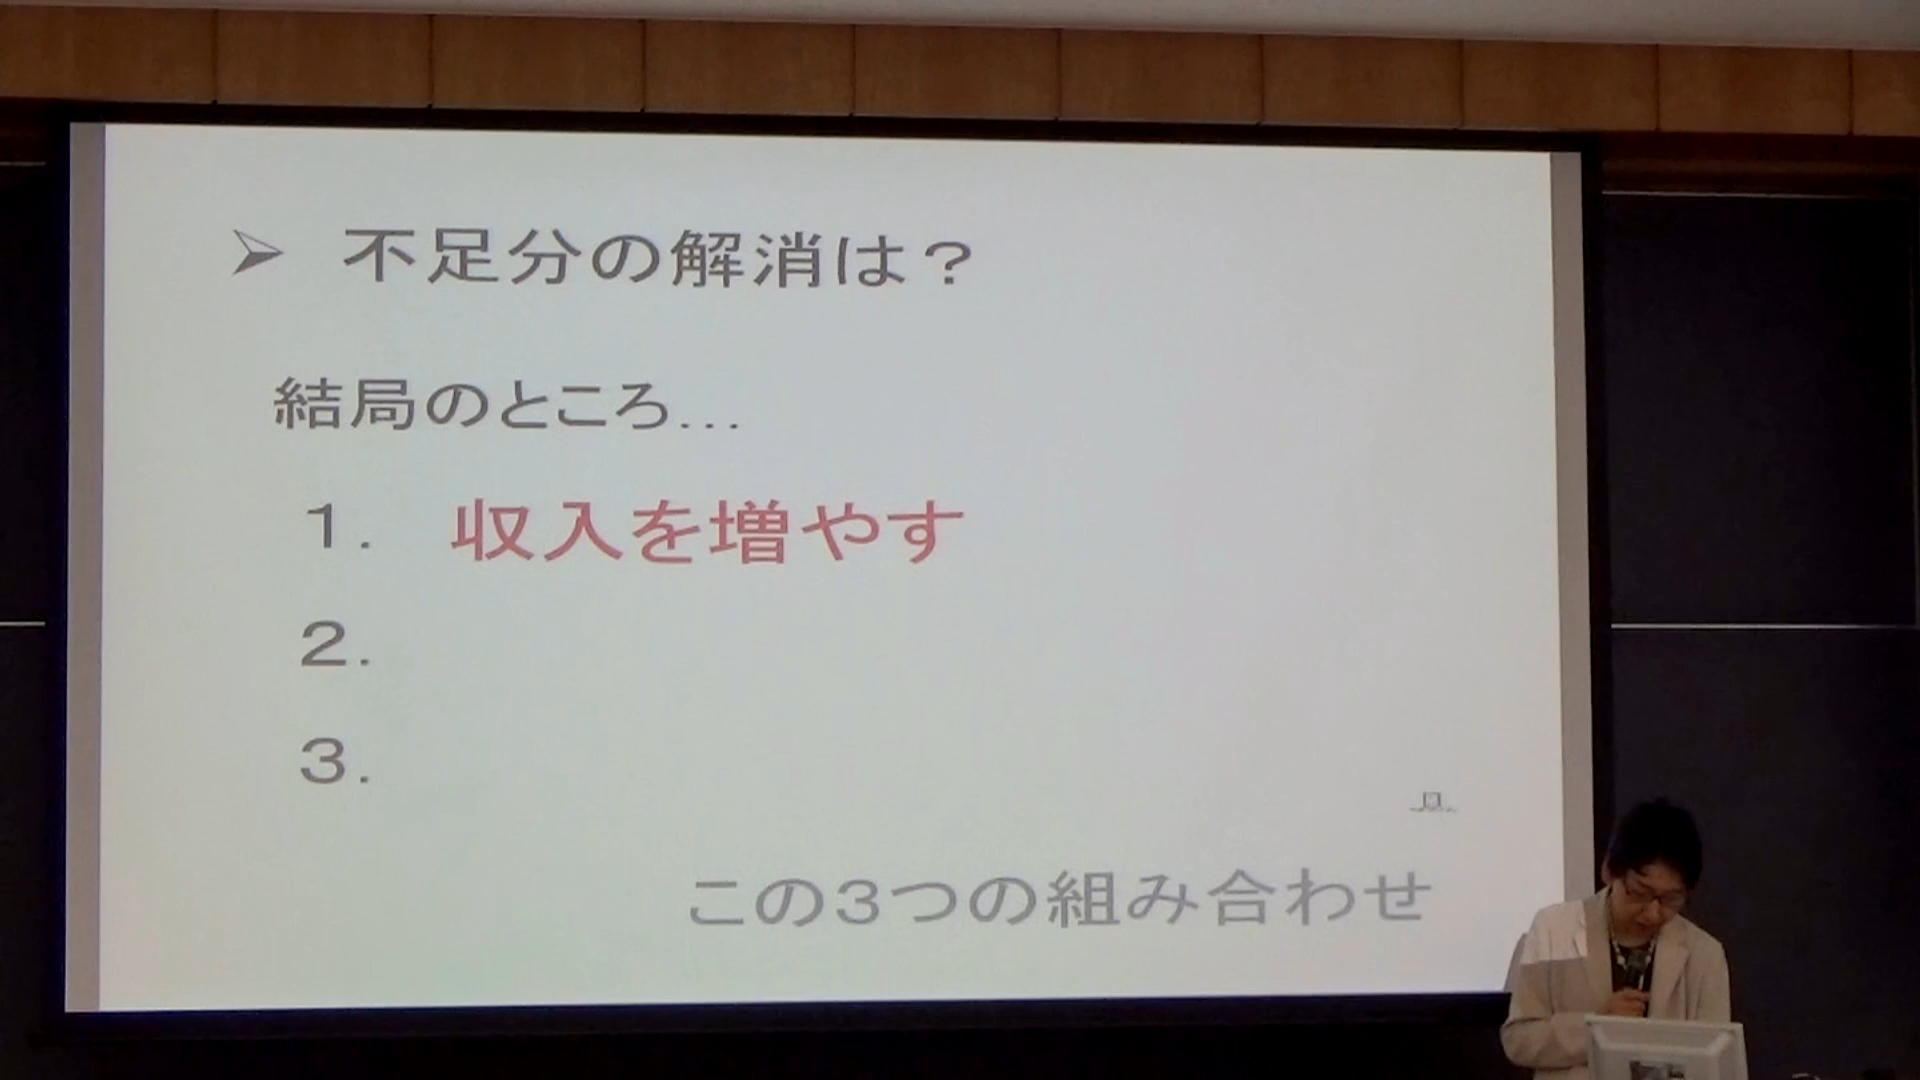 ➢ 不足分の解消は？
結局のところ…
１．収入を増やす
２．
３．
この３つの組み合わせ